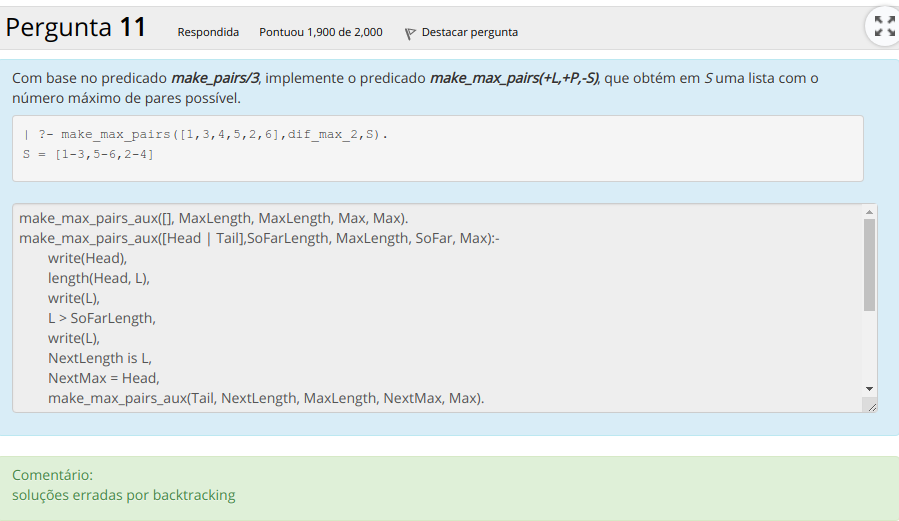 Pergunta 11 Respondida Pontuou 1,900 de 2,000 Destacar pergunta
Com base no predicado make_pairs/3, implemente o predicado make_max_pairs(+L,+P,-S), que obtém em S uma lista com o
número máximo de pares possível.
| ?- make_max_pairs([1,3,4,5,2,6],dif_max_2,S).
S = [1-3,5-6,2-4]
make_max_pairs_aux([], MaxLength, MaxLength, Max, Max).
make_max_pairs_aux([Head | Tail],SoFarLength, MaxLength, SoFar, Max):-
write(Head),
length(Head, L),
write(L),
L > SoFarLength,
write(L),
NextLength is L,
NextMax = Head,
make_max_pairs_aux(Tail, NextLength, MaxLength, NextMax, Max).
Comentário:
soluções erradas por backtracking